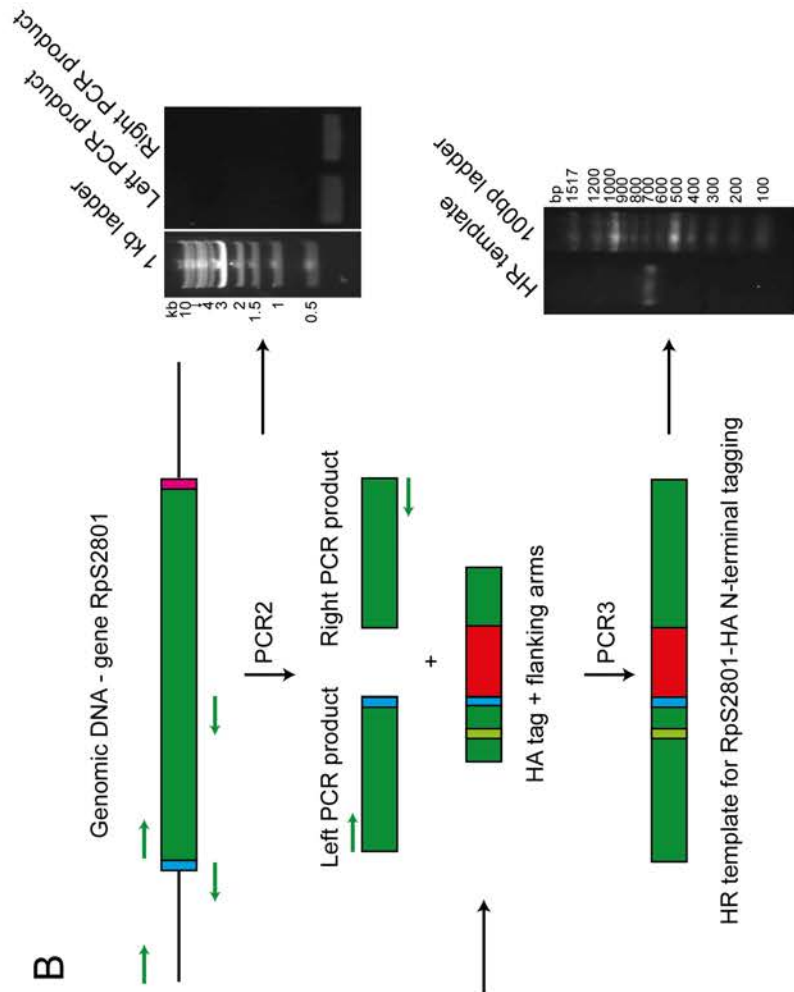 B
Genomic DNA - gene RpS2801
PCR2
Left PCR product
Right PCR product
+
HA tag + flanking arms
PCR3
HR template for RpS2801-HA N-terminal tagging
1 kb ladder
Left PCR product
Right PCR product
kb
10
4
3
2
1.5
1
0.5
HR template
100bp ladder
bp
1517
1200
1000
900
800
700
600
500
400
300
200
100